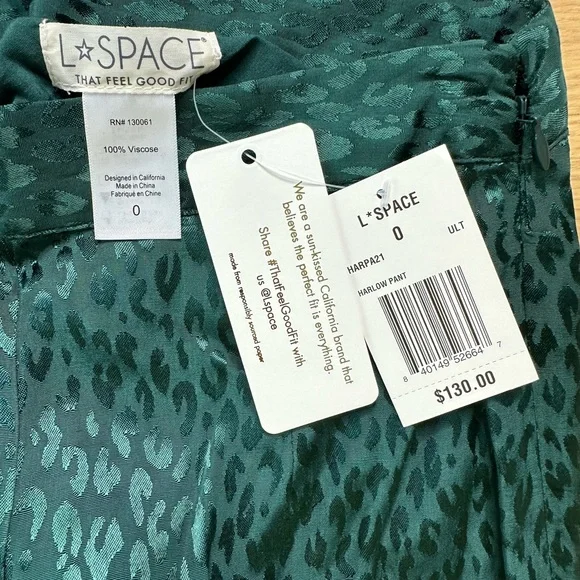 L☆SPACE
THAT FEEL GOOD FIT
RN# 130061
100% Viscose
Designed in California
Made in China
Fabriqué en Chine
0
We are a sun-kissed California brand that
believes the perfect fit is everything.
Share #ThatFeelGoodFit with
us @Lspace
made from responsibly sourced paper
L*SPACE
0
ULT
HARPA21
HARLOW PANT
8 40149 52664 7
$130.00